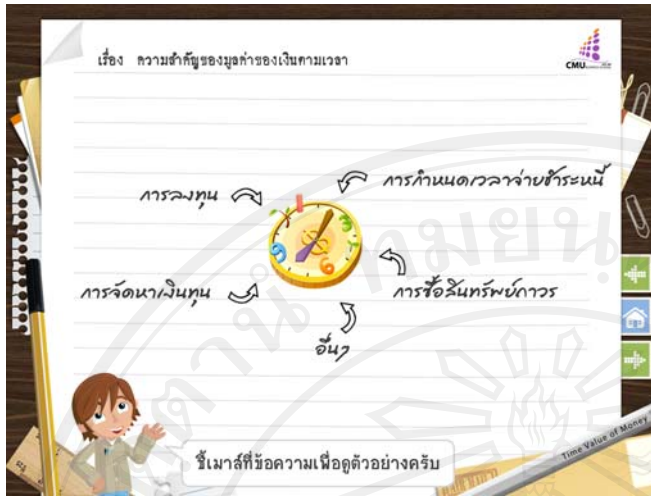 เรื่อง ความสำคัญของมูลค่าของเงินตามเวลา
CMU
การลงทุน
การกำหนดเวลาจ่ายชำระหนี้
การจัดหาเงินทุน
การซื้อสินทรัพย์ถาวร
อื่นๆ
ชี้เมาส์ที่ข้อความเพื่อดูตัวอย่างครับ
Time Value of Money